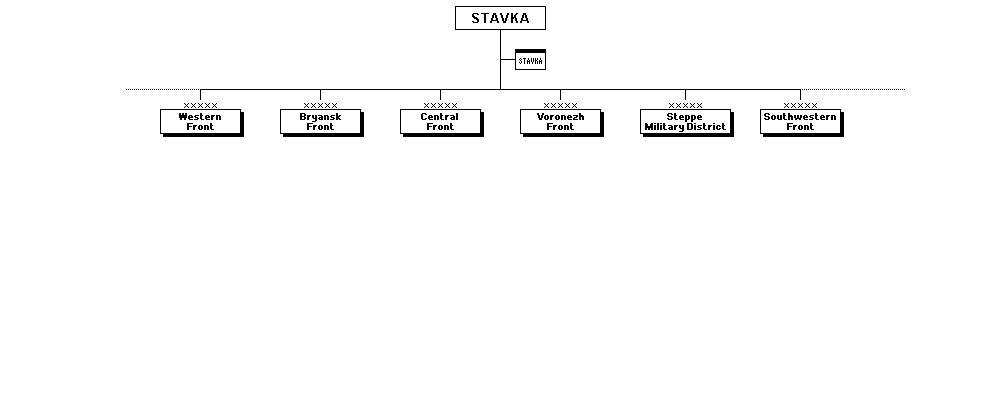 STAVKA
STAVKA
XXXXX XXXXX XXXXX XXXXX XXXXX XXXXX
Western
Front
Bryansk
Front
Central
Front
Voronezh
Front
Steppe
Military District
Southwestern
Front